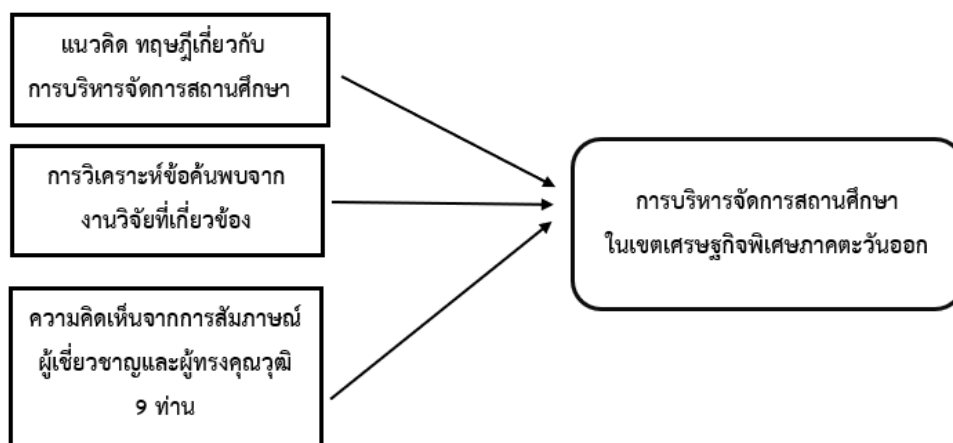 แนวคิด ทฤษฎีเกี่ยวกับ
การบริหารจัดการสถานศึกษา
การวิเคราะห์ข้อค้นพบจาก
งานวิจัยที่เกี่ยวข้อง
ความคิดเห็นจากการสัมภาษณ์
ผู้เชี่ยวชาญและผู้ทรงคุณวุฒิ
9 ท่าน
การบริหารจัดการสถานศึกษา
ในเขตเศรษฐกิจพิเศษภาคตะวันออก